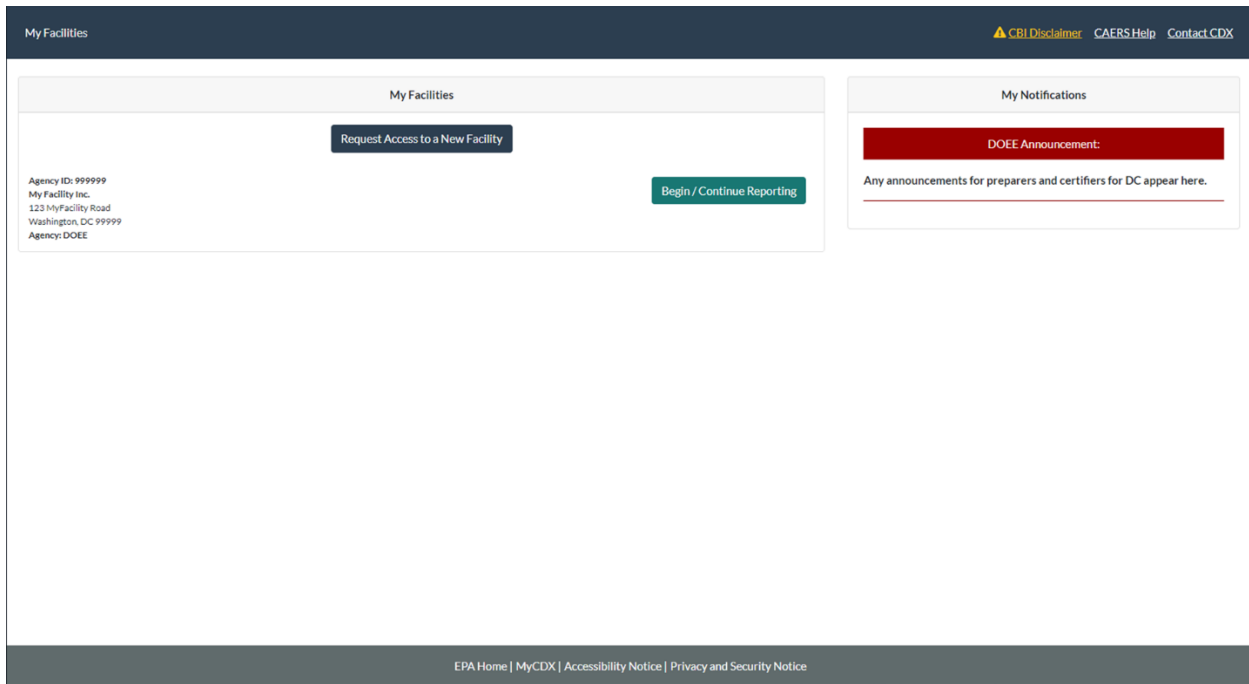 My Facilities
CBI Disclaimer CAERS Help Contact CDX
My Facilities
Request Access to a New Facility
Agency ID: 999999
My Facility Inc.
123 MyFacility Road
Washington, DC 99999
Agency: DOEE
Begin / Continue Reporting
My Notifications
DOEE Announcement:
Any announcements for preparers and certifiers for DC appear here.
EPA Home | MyCDX | Accessibility Notice | Privacy and Security Notice